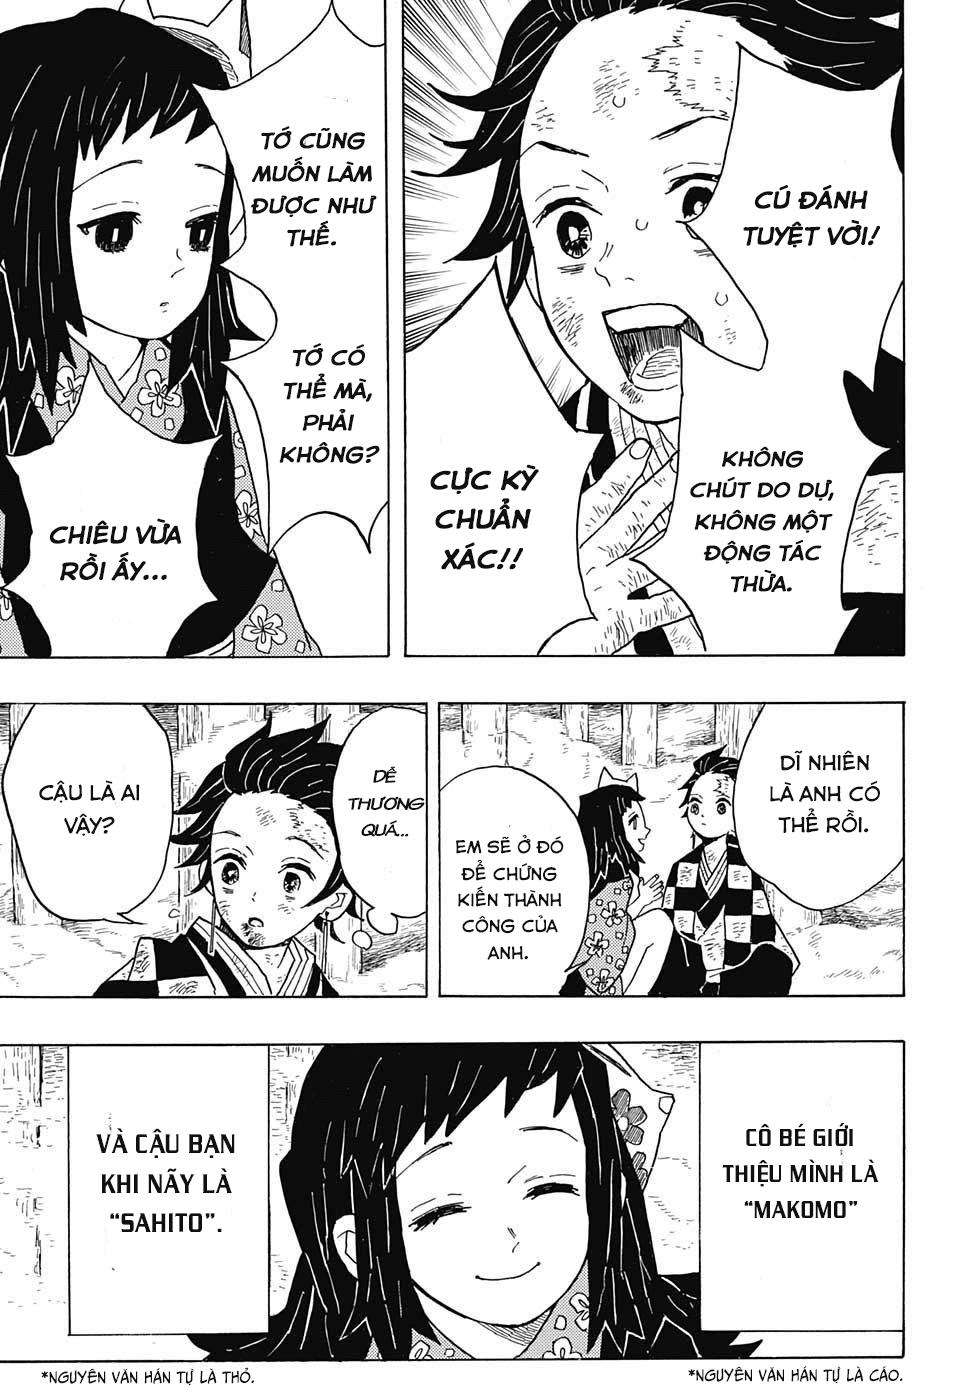 CÚ ĐÁNH
TUYỆT VỜI!
KHÔNG
CHÚT DO DỰ,
KHÔNG MỘT
ĐỘNG TÁC
THỪA.
CỰC KỲ
CHUẨN
XÁC!!
TỚ CŨNG
MUỐN LÀM
ĐƯỢC NHƯ
THẾ.
TỚ CÓ
THỂ MÀ,
PHẢI
KHÔNG?
CHIÊU VỪA
RỒI ẤY...
DĨ NHIÊN
LÀ ANH CÓ
THỂ RỒI.
EM SẼ Ở ĐÓ
ĐỂ CHỨNG
KIẾN THÀNH
CÔNG CỦA
ANH.
DỄ
THƯƠNG
QUÁ...
CẬU LÀ AI
VẬY?
CÔ BÉ GIỚI
THIỆU MÌNH LÀ
“MAKOMO”
VÀ CẬU BẠN
KHI NÃY LÀ
“SAHITO”.
*NGUYÊN VĂN HÁN TỰ LÀ CÁO.
*NGUYÊN VĂN HÁN TỰ LÀ THỎ.